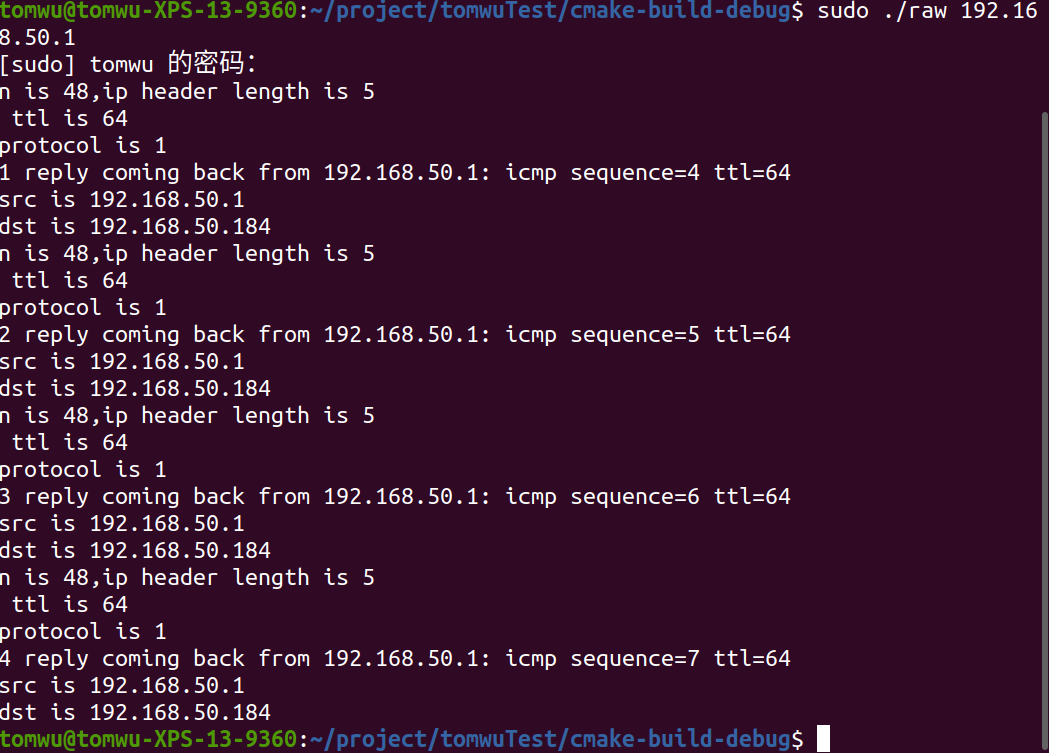 tomwu@tomwu-XPS-13-9360:~/project/tomwuTest/cmake-build-debug$ sudo ./raw 192.16
8.50.1
[sudo] tomwu 的密码：
n is 48,ip header length is 5
 ttl is 64
protocol is 1
1 reply coming back from 192.168.50.1: icmp sequence=4 ttl=64
src is 192.168.50.1
dst is 192.168.50.184
n is 48,ip header length is 5
 ttl is 64
protocol is 1
2 reply coming back from 192.168.50.1: icmp sequence=5 ttl=64
src is 192.168.50.1
dst is 192.168.50.184
n is 48,ip header length is 5
 ttl is 64
protocol is 1
3 reply coming back from 192.168.50.1: icmp sequence=6 ttl=64
src is 192.168.50.1
dst is 192.168.50.184
n is 48,ip header length is 5
 ttl is 64
protocol is 1
4 reply coming back from 192.168.50.1: icmp sequence=7 ttl=64
src is 192.168.50.1
dst is 192.168.50.184
tomwu@tomwu-XPS-13-9360:~/project/tomwuTest/cmake-build-debug$